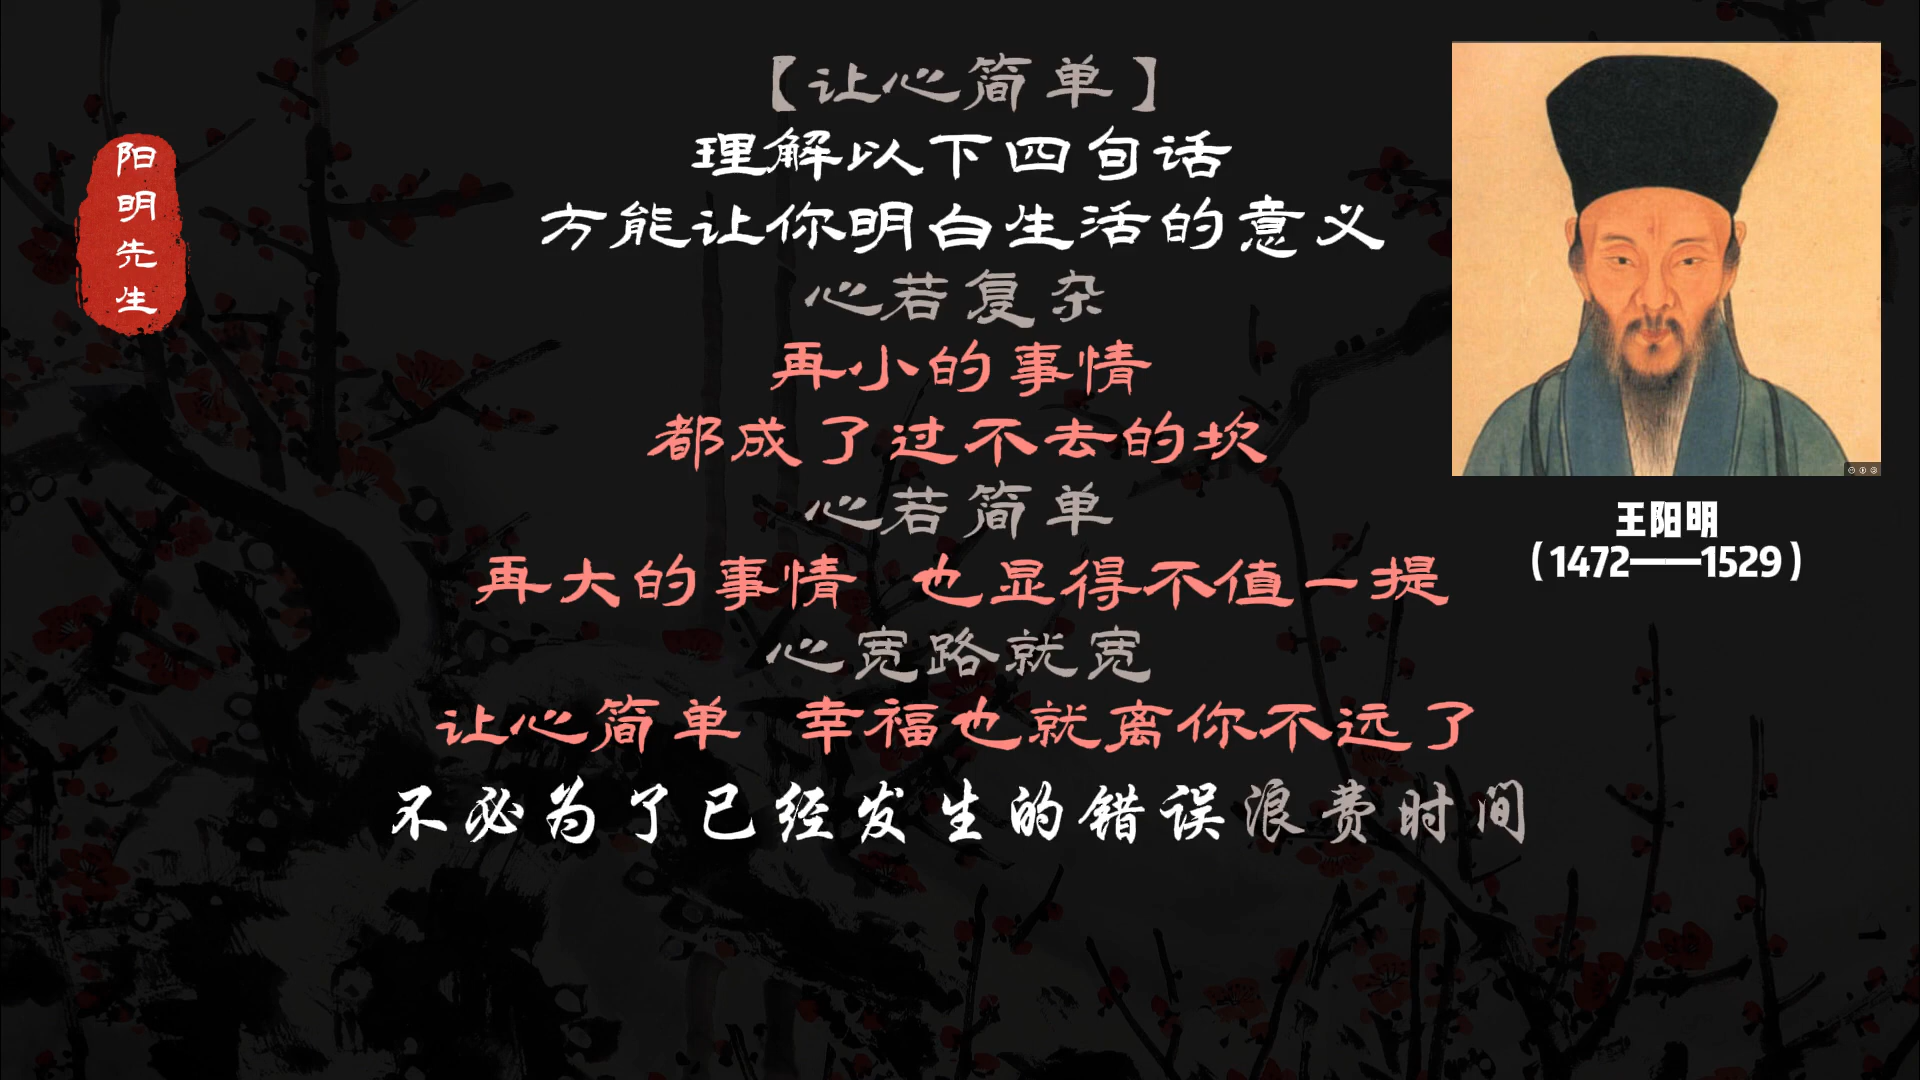 【让心简单】
理解以下四句话
方能让你明白生活的意义
心若复杂
再小的事情
都成了过不去的坎
心若简单
再大的事情 也显得不值一提
心宽路就宽
让心简单 幸福也就离你不远了
不必为了已经发生的错误浪费时间
阳明先生
王阳明
（1472——1529）